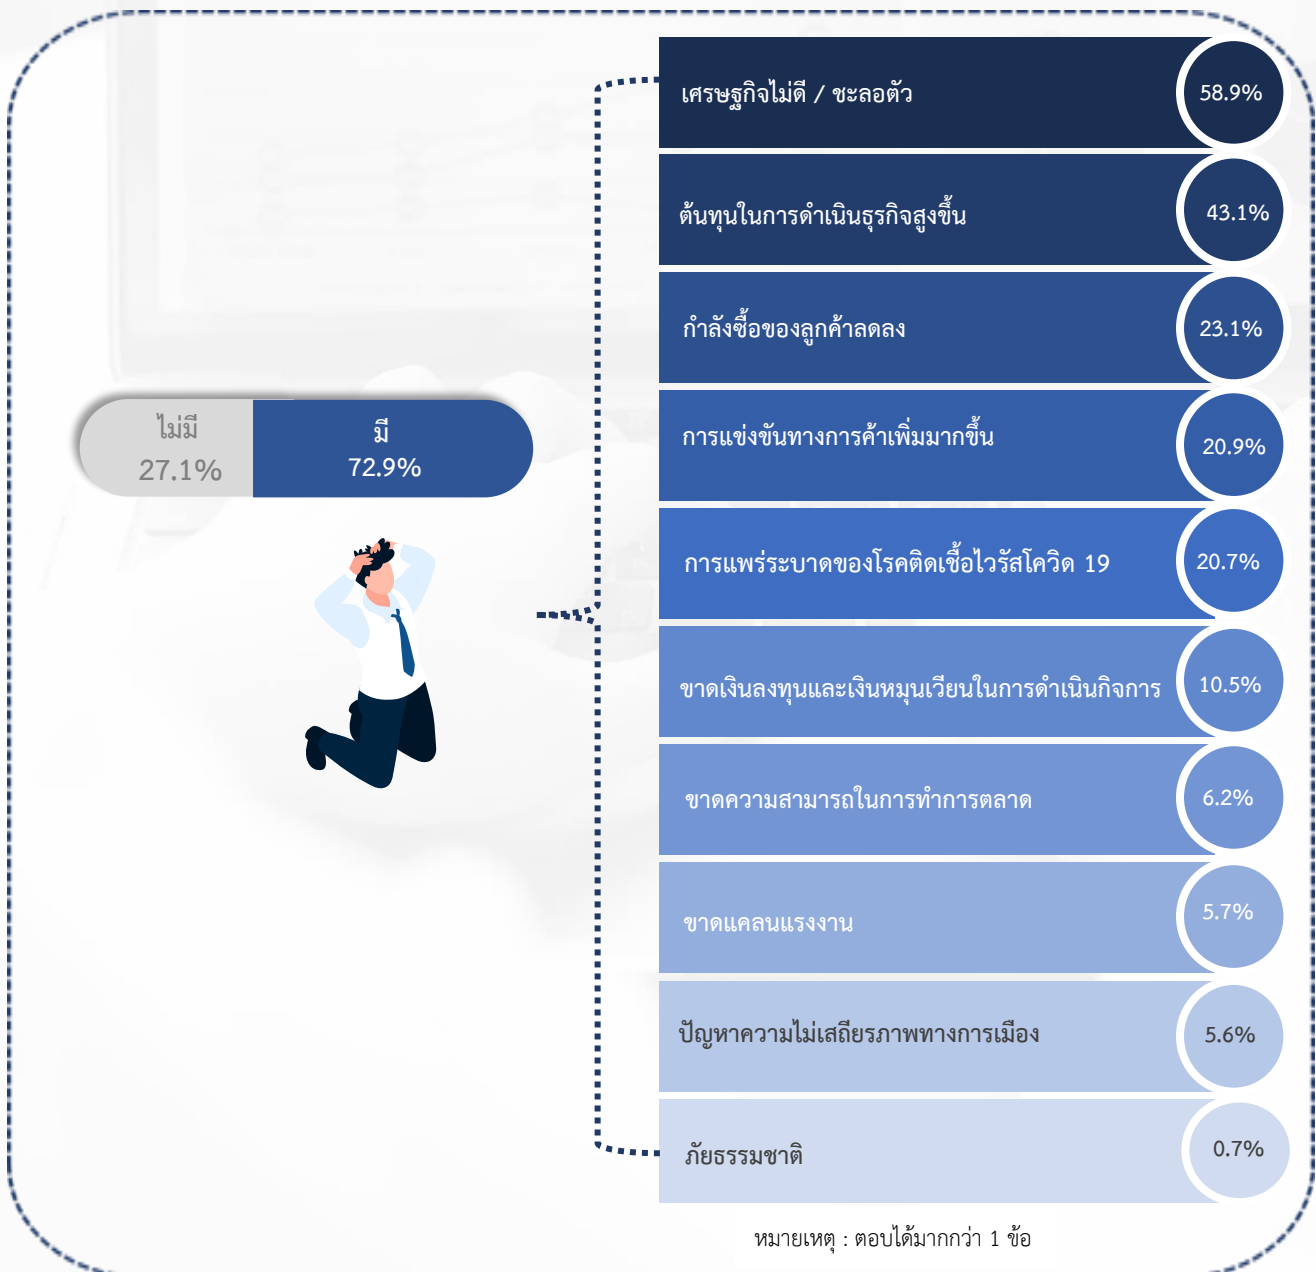 ไม่มี
27.1%
มี
72.9%
เศรษฐกิจไม่ดี / ชะลอตัว
58.9%
ต้นทุนในการดำเนินธุรกิจสูงขึ้น
43.1%
กำลังซื้อของลูกค้าลดลง
23.1%
การแข่งขันทางการค้าเพิ่มมากขึ้น
20.9%
การแพร่ระบาดของโรคติดเชื้อไวรัสโควิด 19
20.7%
ขาดเงินลงทุนและเงินหมุนเวียนในการดำเนินกิจการ
10.5%
ขาดความสามารถในการทำการตลาด
6.2%
ขาดแคลนแรงงาน
5.7%
ปัญหาความไม่เสถียรภาพทางการเมือง
5.6%
ภัยธรรมชาติ
0.7%
หมายเหตุ : ตอบได้มากกว่า 1 ข้อ